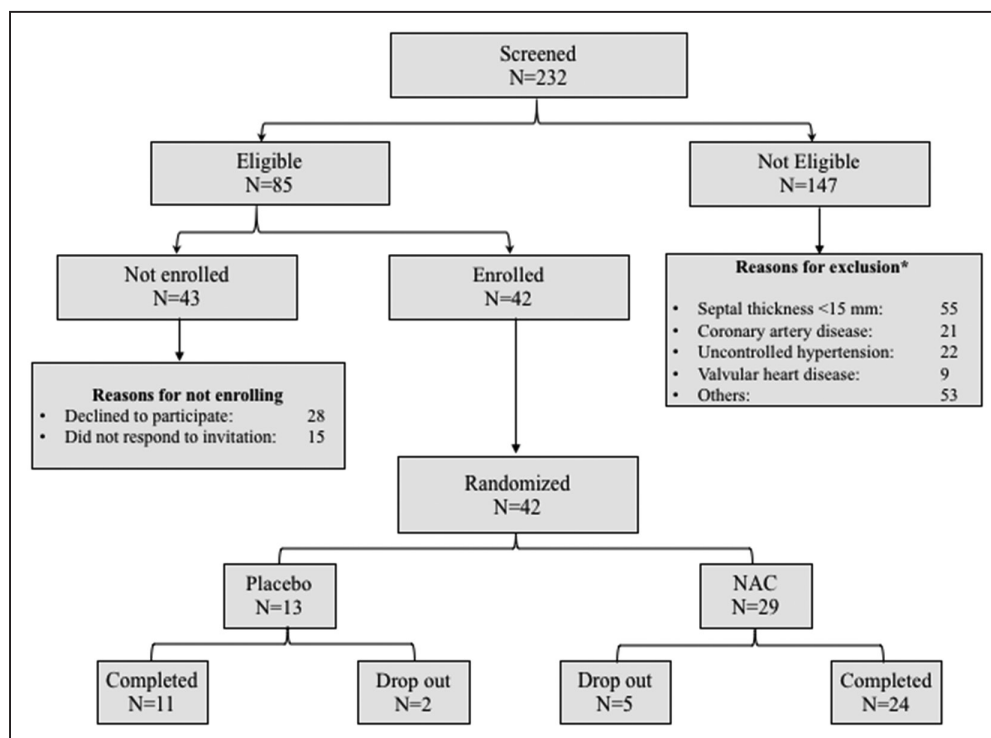 Screened
N=232
Eligible
N=85
Not Eligible
N=147
Not enrolled
N=43
Enrolled
N=42
Reasons for exclusion*
• Septal thickness <15 mm: 55
• Coronary artery disease: 21
• Uncontrolled hypertension: 22
• Valvular heart disease: 9
• Others: 53
Reasons for not enrolling
• Declined to participate: 28
• Did not respond to invitation: 15
Randomized
N=42
Placebo
N=13
NAC
N=29
Completed
N=11
Drop out
N=2
Drop out
N=5
Completed
N=24